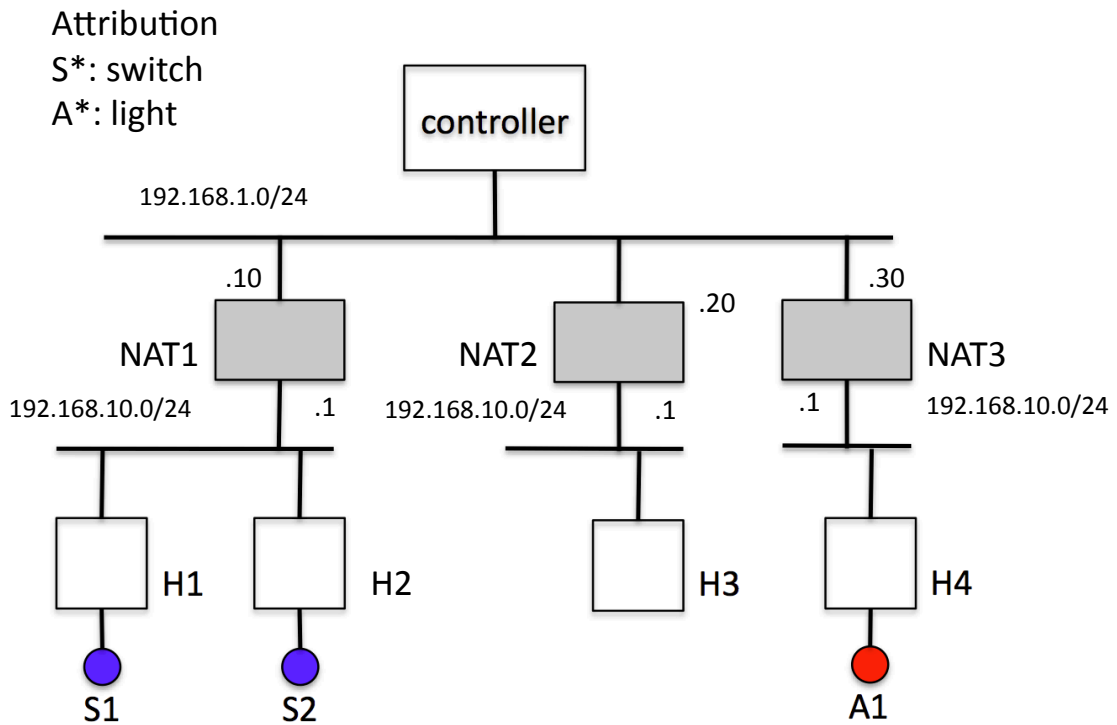 Attribution
S*: switch
A*: light
controller
192.168.1.0/24
.10
.20
.30
NAT1
NAT2
NAT3
192.168.10.0/24
.1
192.168.10.0/24
.1
.1
192.168.10.0/24
H1
H2
H3
H4
S1
S2
A1